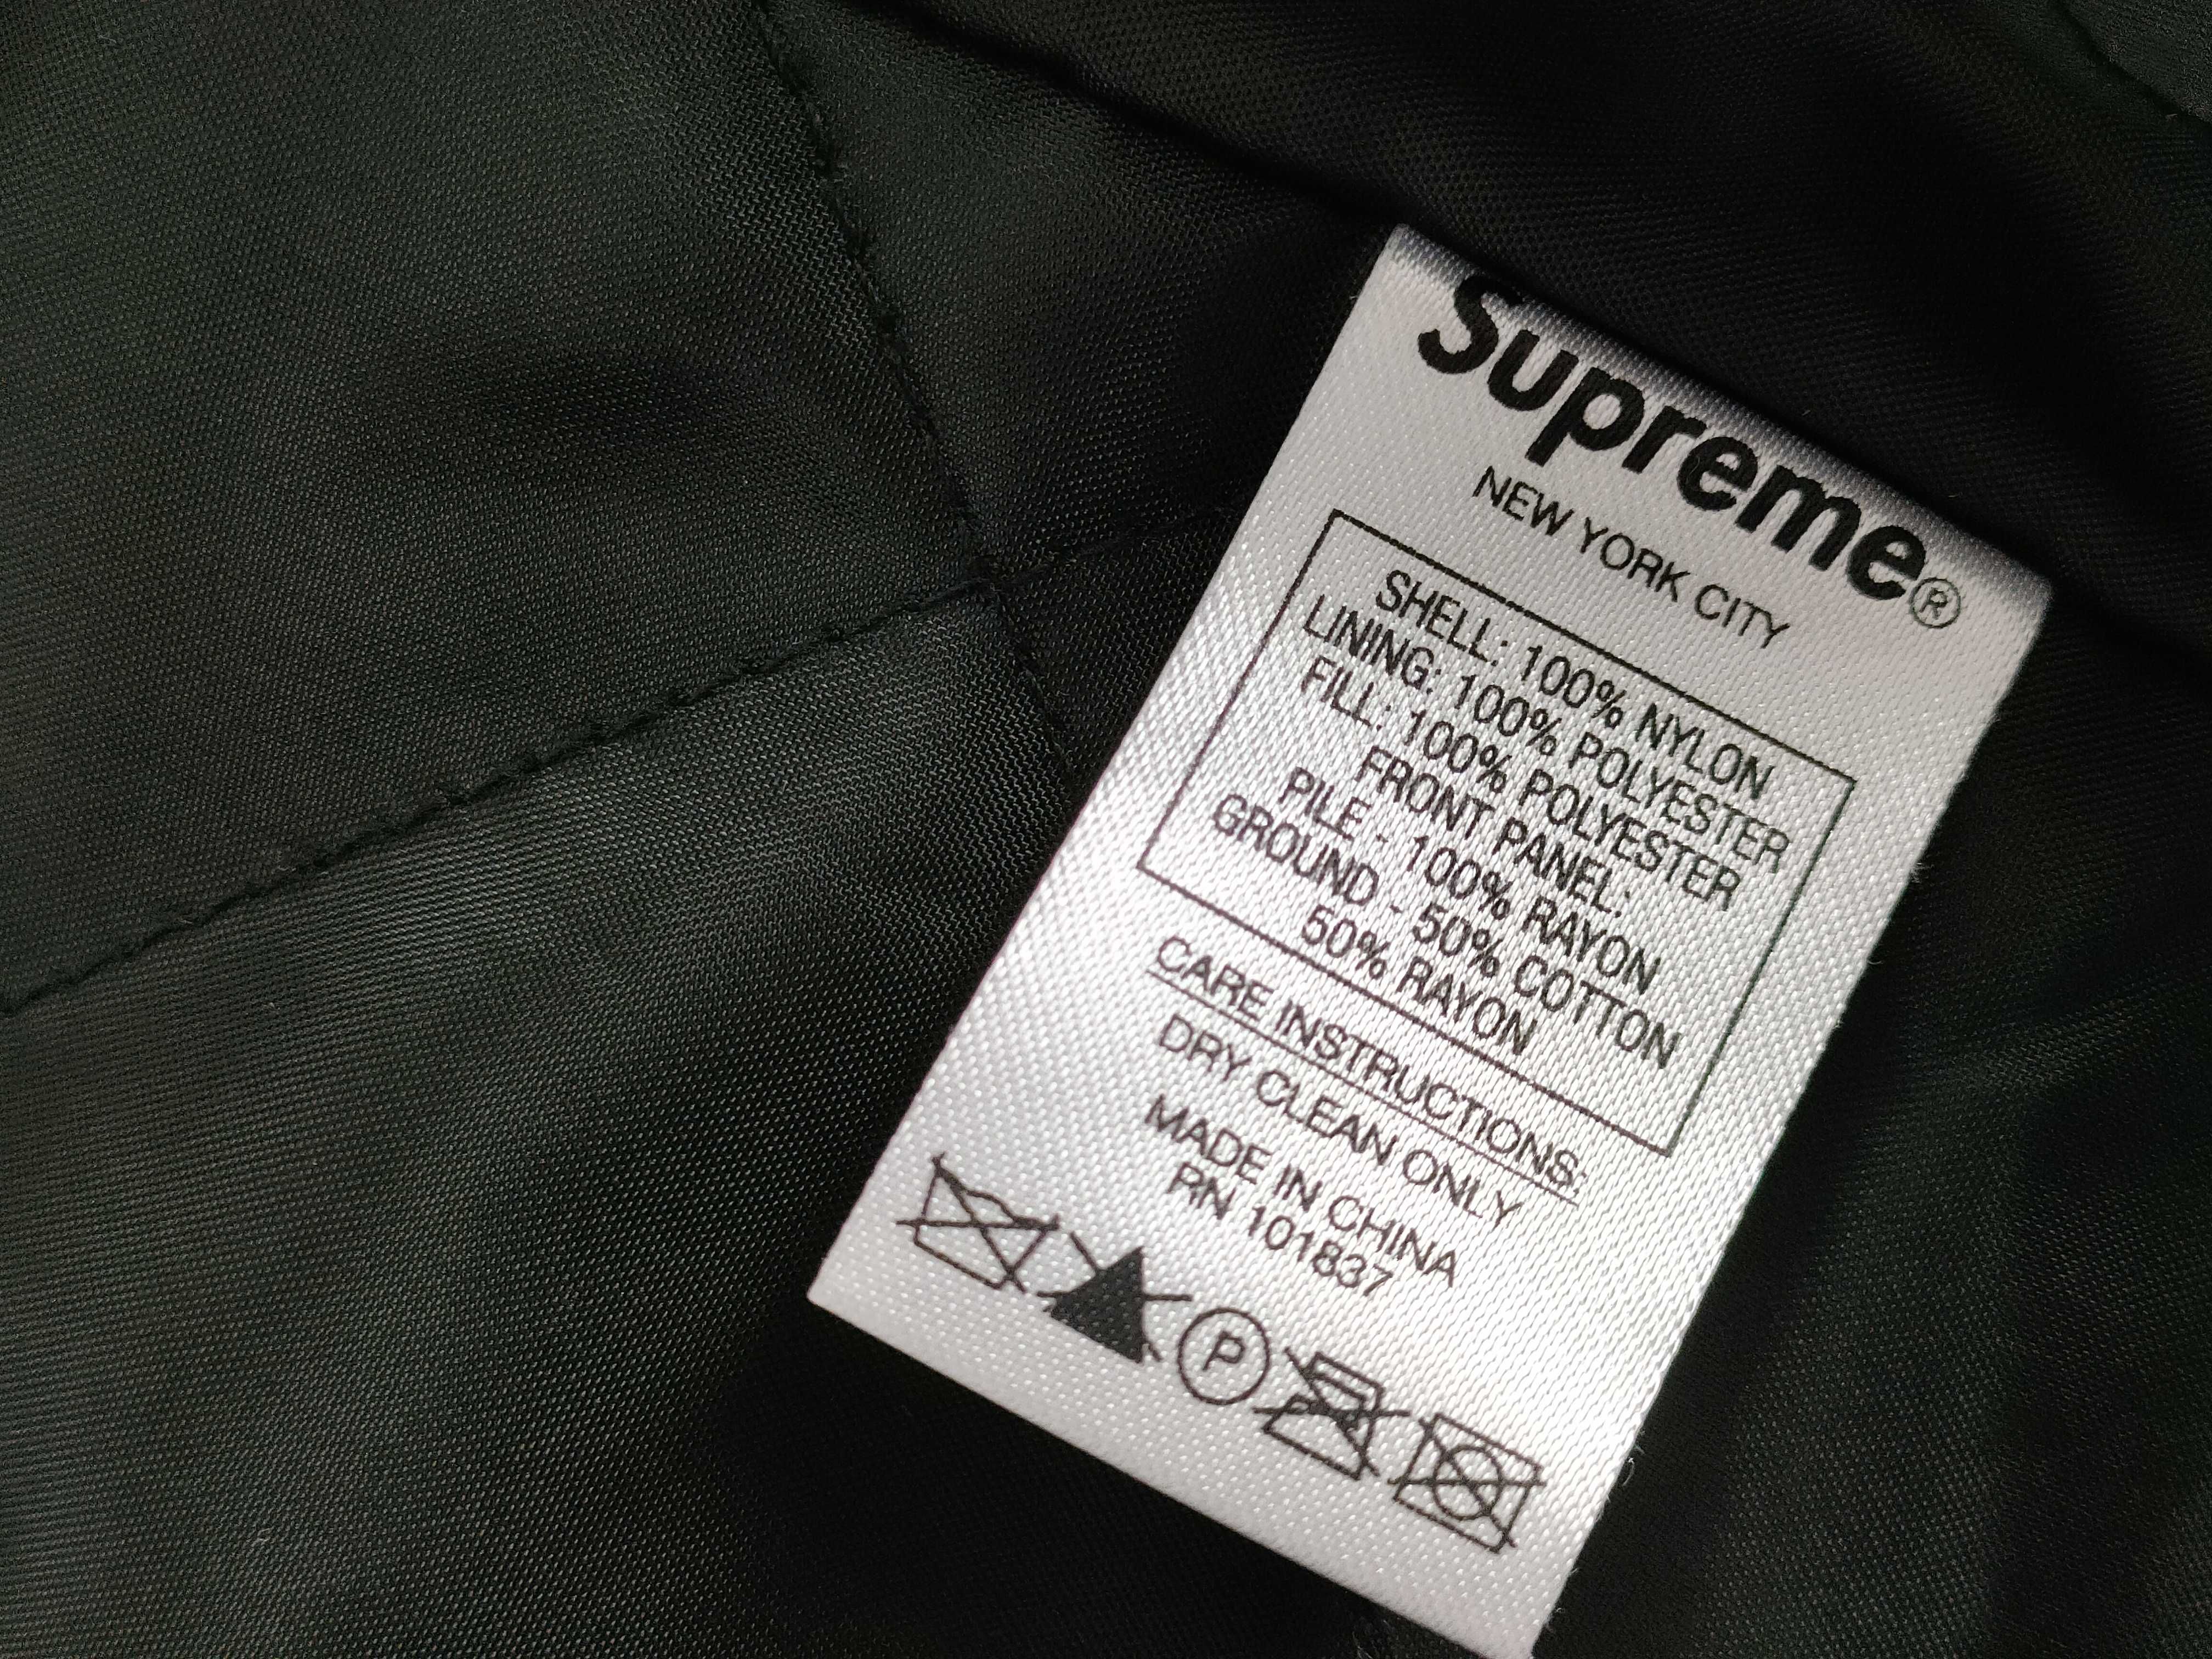 Supreme®
NEW YORK CITY
SHELL: 100% NYLON
LINING: 100% POLYESTER
FILL: 100% POLYESTER
FRONT PANEL:
PILE - 100% RAYON
GROUND - 50% COTTON
50% RAYON
CARE INSTRUCTIONS:
DRY CLEAN ONLY
MADE IN CHINA
RN 101837
P